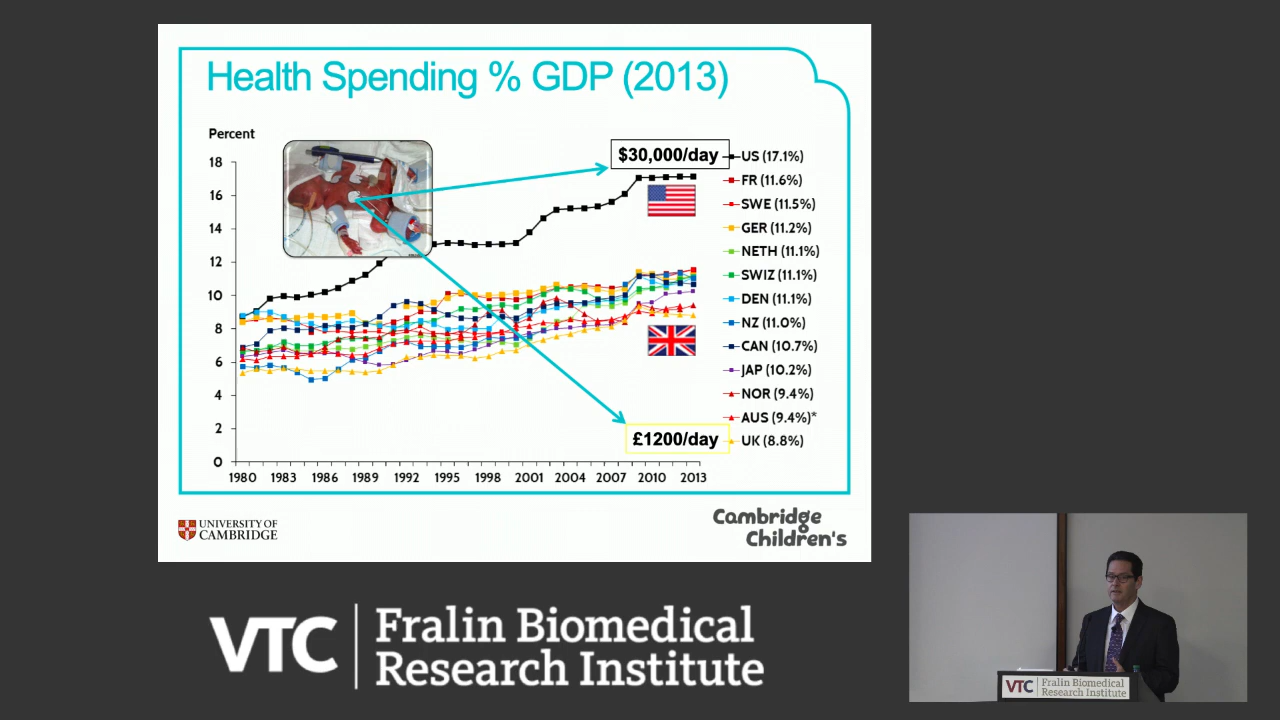 Health Spending % GDP (2013)
Percent
18
16
14
12
10
8
6
4
2
0
1980 1983 1986 1989 1992 1995 1998 2001 2004 2007 2010 2013
$30,000/day
£1200/day
US (17.1%)
FR (11.6%)
SWE (11.5%)
GER (11.2%)
NETH (11.1%)
SWIZ (11.1%)
DEN (11.1%)
NZ (11.0%)
CAN (10.7%)
JAP (10.2%)
NOR (9.4%)
AUS (9.4%)*
UK (8.8%)
UNIVERSITY OF
CAMBRIDGE
Cambridge
Children's
VTC
Fralin Biomedical
Research Institute
VTC
Fralin Biomedical
Research Institute